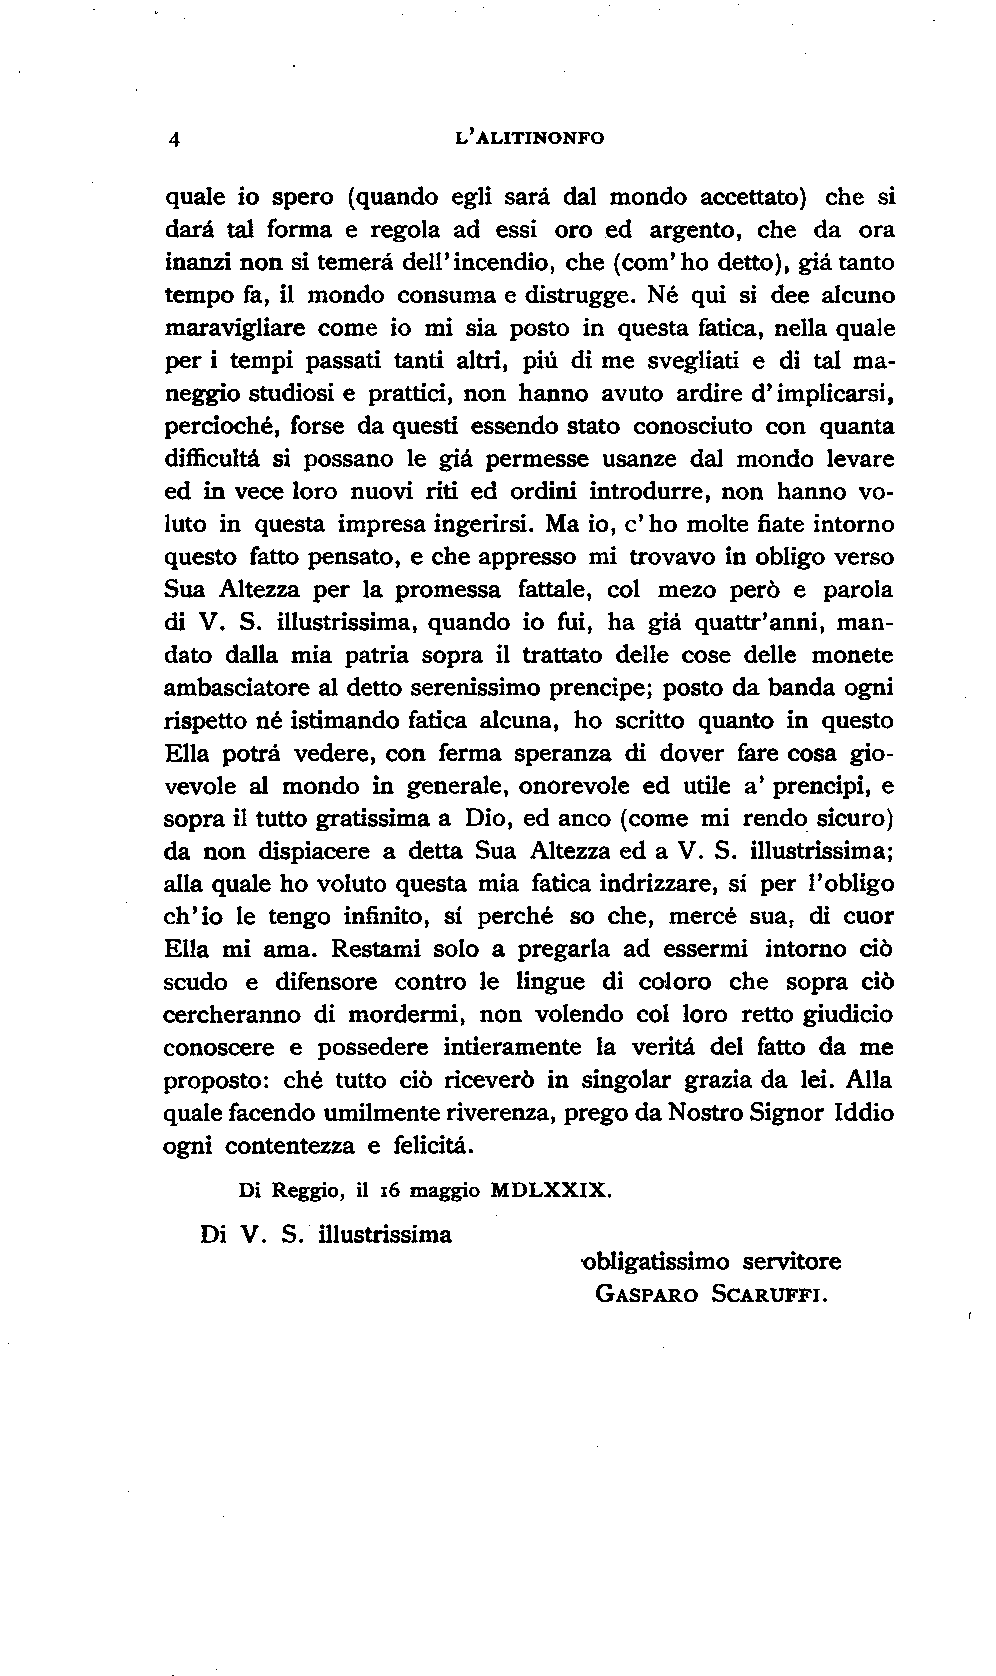 4 L'ALITINONFO
quale io spero (quando egli sará dal mondo accettato) che si
dará tal forma e regola ad essi oro ed argento, che da ora
inanzi non si temerá dell'incendio, che (com'ho detto), giá tanto
tempo fa, il mondo consuma e distrugge. Né qui si dee alcuno
maravigliare come io mi sia posto in questa fatica, nella quale
per i tempi passati tanti altri, piú di me svegliati e di tal ma-
neggio studiosi e prattici, non hanno avuto ardire d'implicarsi,
percioché, forse da questi essendo stato conosciuto con quanta
difficultá si possano le giá permesse usanze dal mondo levare
ed in vece loro nuovi riti ed ordini introdurre, non hanno vo-
luto in questa impresa ingerirsi. Ma io, c'ho molte fiate intorno
questo fatto pensato, e che appresso mi trovavo in obligo verso
Sua Altezza per la promessa fattale, col mezo però e parola
di V. S. illustrissima, quando io fui, ha giá quattr'anni, man-
dato dalla mia patria sopra il trattato delle cose delle monete
ambasciatore al detto serenissimo prencipe; posto da banda ogni
rispetto né istimando fatica alcuna, ho scritto quanto in questo
Ella potrá vedere, con ferma speranza di dover fare cosa gio-
vevole al mondo in generale, onorevole ed utile a' prencipi, e
sopra il tutto gratissima a Dio, ed anco (come mi rendo sicuro)
da non dispiacere a detta Sua Altezza ed a V. S. illustrissima;
alla quale ho voluto questa mia fatica indrizzare, sí per l'obligo
ch'io le tengo infinito, sí perché so che, mercé sua, di cuor
Ella mi ama. Restami solo a pregarla ad essermi intorno ciò
scudo e difensore contro le lingue di coloro che sopra ciò
cercheranno di mordermi, non volendo col loro retto giudicio
conoscere e possedere intieramente la veritá del fatto da me
proposto: ché tutto ciò riceverò in singolar grazia da lei. Alla
quale facendo umilmente riverenza, prego da Nostro Signor Iddio
ogni contentezza e felicitá.
Di Reggio, il 16 maggio MDLXXIX.
Di V. S. illustrissima
obligatissimo servitore
GASPARO SCARUFFI.